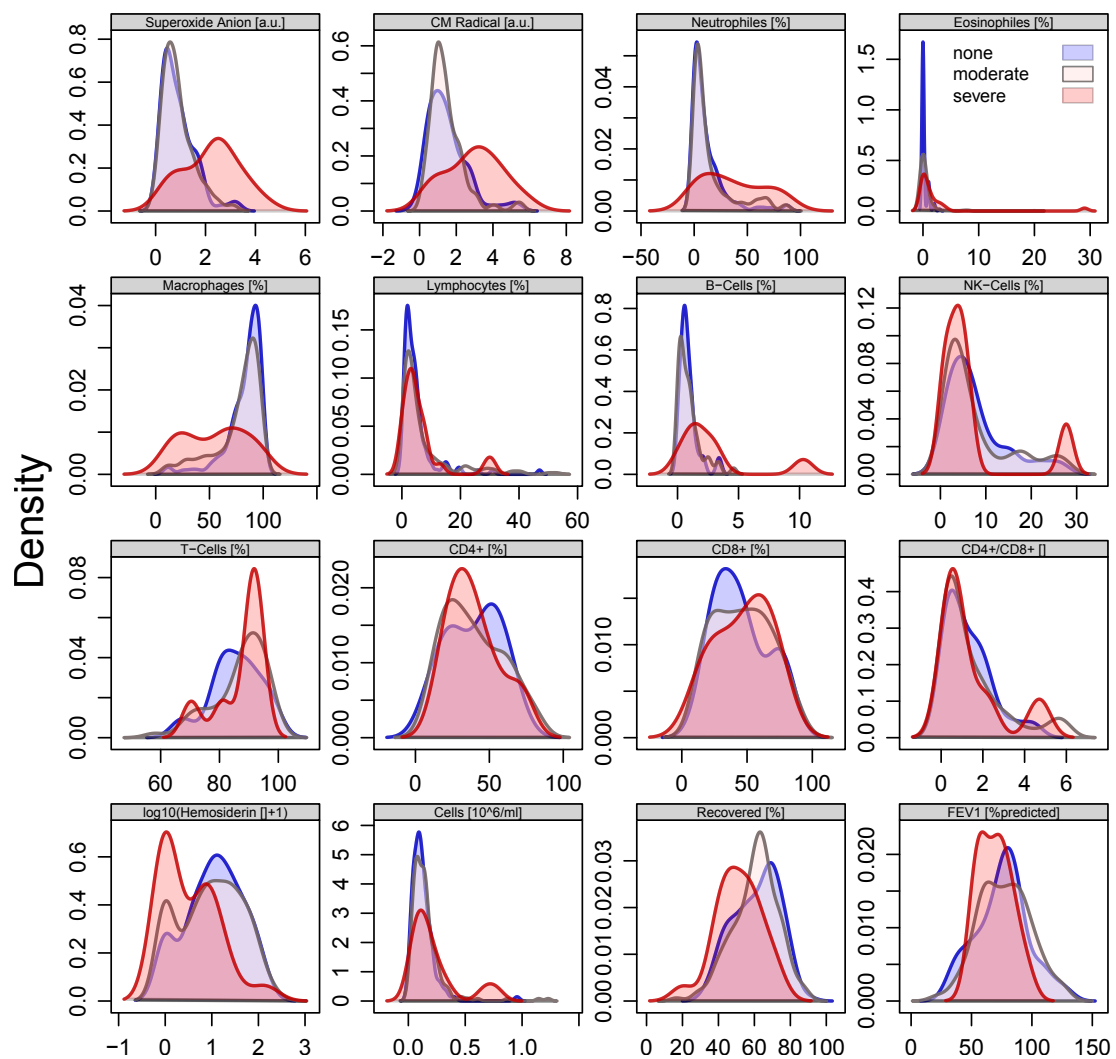 Density
Superoxide Anion [a.u.]
0.0 0.2 0.4 0.6 0.8
0 2 4 6
CM Radical [a.u.]
0.0 0.2 0.4 0.6
−2 0 2 4 6 8
Neutrophiles [%]
0.00 0.02 0.04
−50 0 50 100
Eosinophiles [%]
none
moderate
severe
0.0 0.5 1.0 1.5
0 10 20 30
Macrophages [%]
0.00 0.02 0.04
0 50 100
Lymphocytes [%]
0.00 0.05 0.10 0.15
0 20 40 60
B−Cells [%]
0.0 0.2 0.4 0.6 0.8
0 5 10
NK−Cells [%]
0.00 0.04 0.08 0.12
0 10 20 30
T−Cells [%]
0.00 0.04 0.08
60 80 100
CD4+ [%]
0.000 0.010 0.020
0 50 100
CD8+ [%]
0.000 0.010
0 50 100
CD4+/CD8+ []
0.0 0.1 0.2 0.3 0.4
0 2 4 6
log10(Hemosiderin []+1)
0.0 0.2 0.4 0.6
−1 0 1 2 3
Cells [10^6/ml]
0 1 2 3 4 5 6
0.0 1.0
Recovered [%]
0.00 0.01 0.02 0.03
0 20 40 60 80 100
FEV1 [%predicted]
0.000 0.010 0.020
0 50 100 150